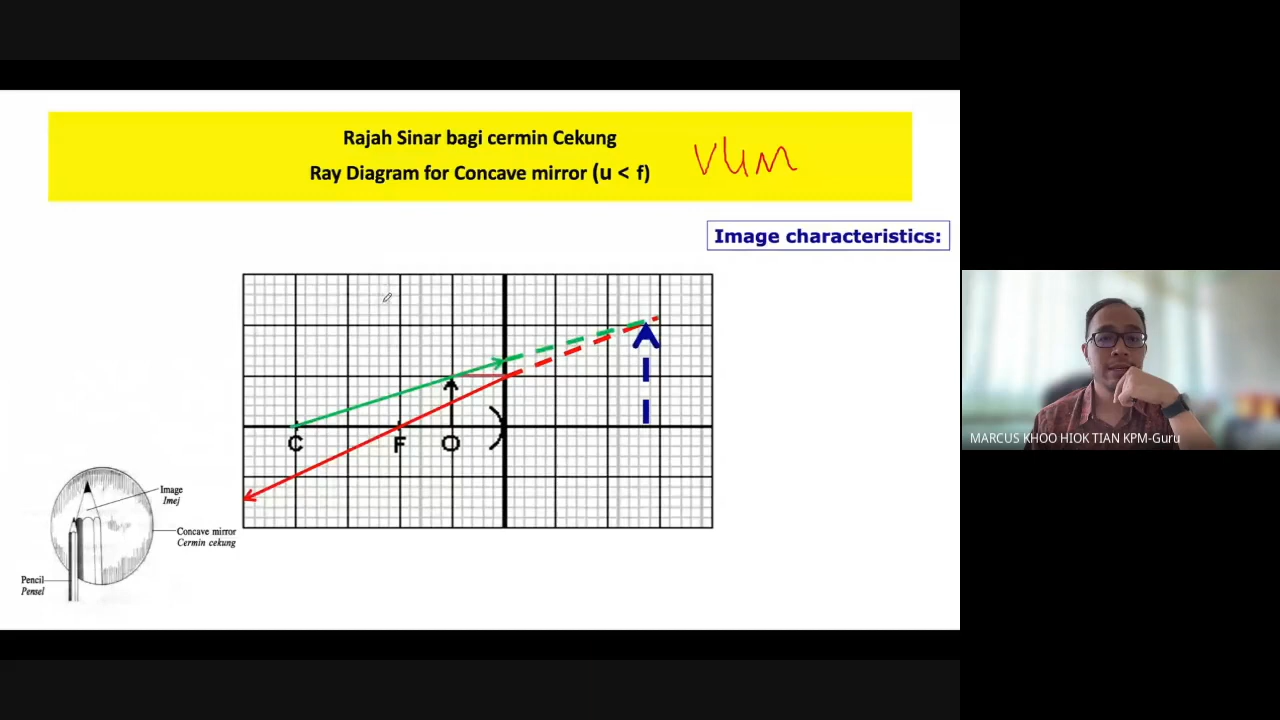 Rajah Sinar bagi cermin Cekung
Ray Diagram for Concave mirror (u < f)
VUM
Image characteristics:
C
F
O
Image
Imej
Concave mirror
Cermin cekung
Pencil
Pensel
MARCUS KHOO HIOK TIAN KPM-Guru